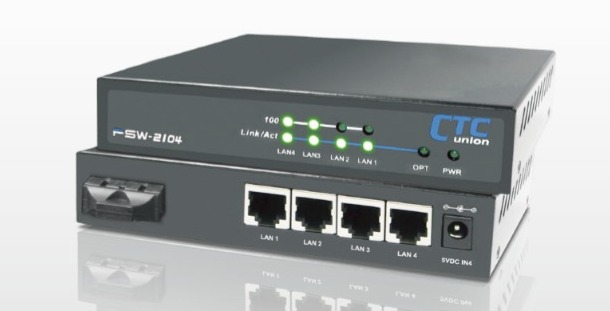 100
Link/Act
LAN4 LAN3 LAN2 LAN1
OPT PWR
CTC
union
FSW-2104
LAN 1 LAN 2 LAN 3 LAN 4
5VDC IN4